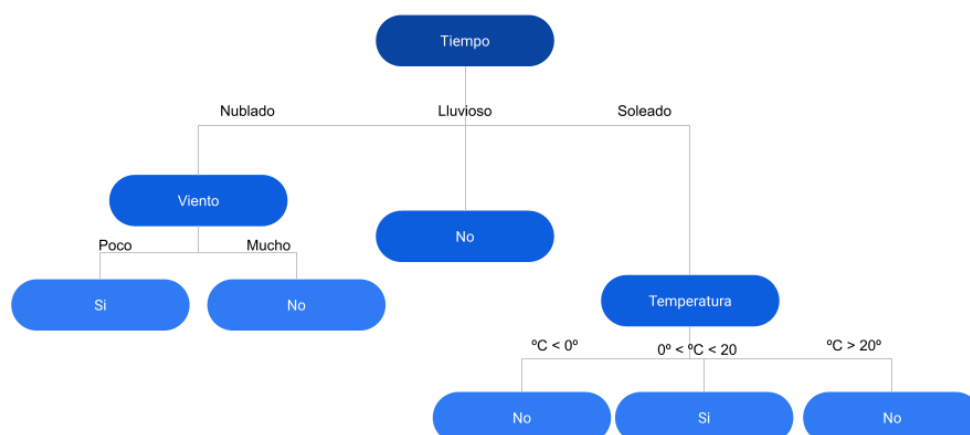 Tiempo
Nublado
Lluvioso
Soleado
Viento
No
Poco
Mucho
Si
No
Temperatura
ºC < 0º
0º < ºC < 20
ºC > 20º
No
Si
No